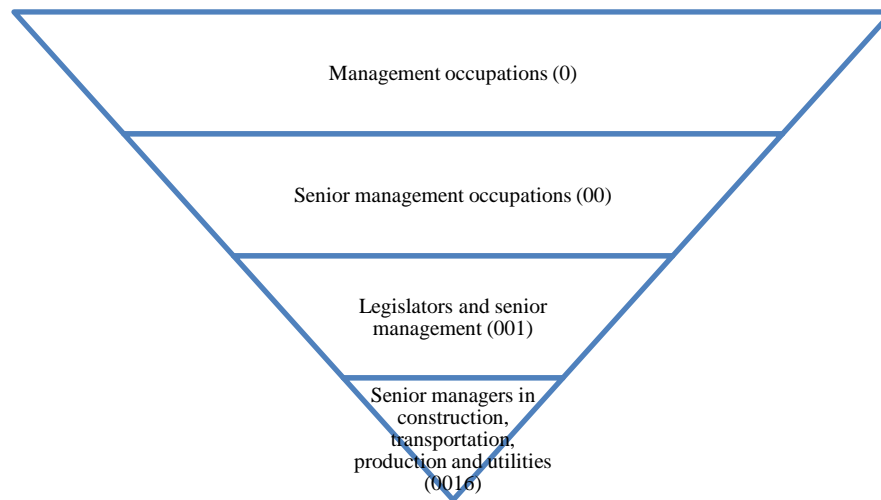 Management occupations (0)
Senior management occupations (00)
Legislators and senior
management (001)
Senior managers in
construction,
transportation,
production and utilities
(0016)